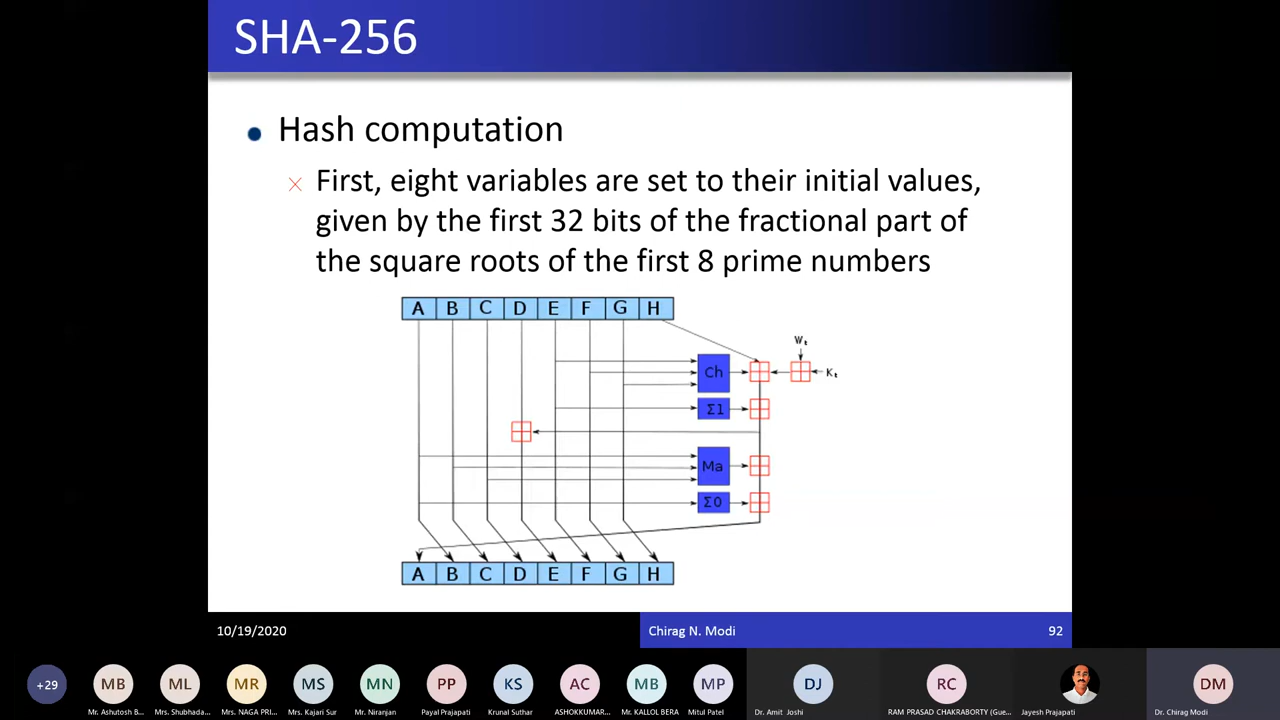 SHA-256
Hash computation
First, eight variables are set to their initial values,
given by the first 32 bits of the fractional part of
the square roots of the first 8 prime numbers
A B C D E F G H
Wt
Ch
Kt
Σ1
Ma
Σ0
A B C D E F G H
10/19/2020
Chirag N. Modi
92
+29 MB ML MR MS MN PP KS AC MB MP DJ RC DM
Mr. Ashutosh B... Mrs. Shubhada... Mrs. NAGA PRI... Mrs. Kajari Sur Mr. Niranjan Payal Prajapati Krunal Suthar ASHOKKUMAR... Mr. KALLOL BERA Mitul Patel Dr. Amit Joshi RAM PRASAD CHAKRABORTY (Gue... Jayesh Prajapati Dr. Chirag Modi